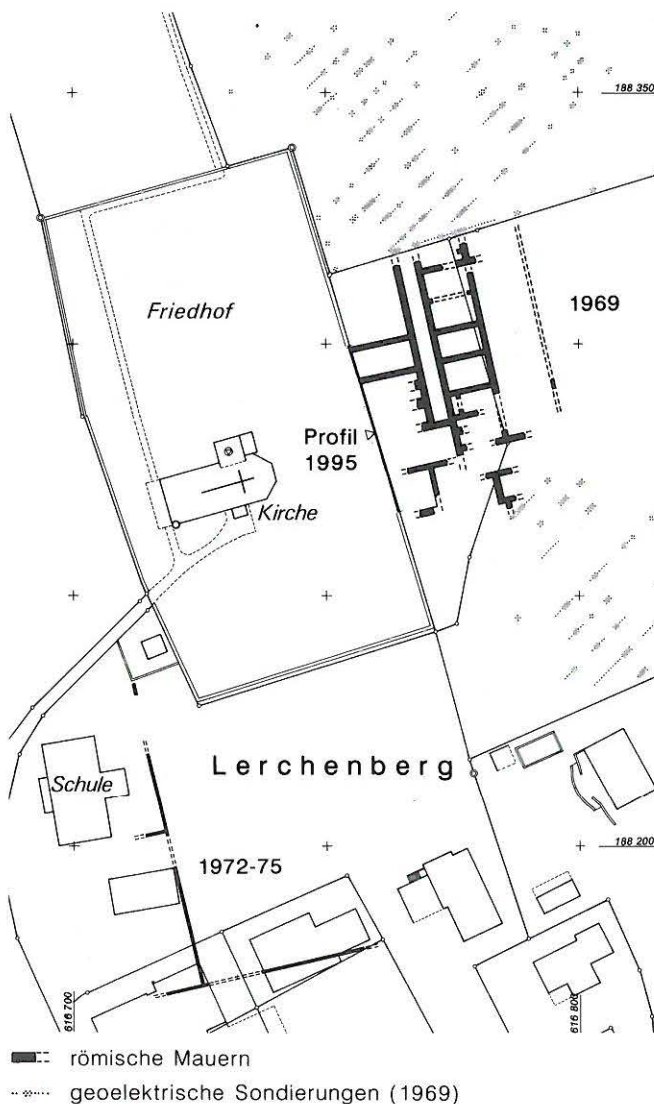 188 350
1969
Friedhof
Profil
1995
Kirche
Lerchenberg
Schule
188 200
1972-75
616 700
616 800
römische Mauern
geoelektrische Sondierungen (1969)